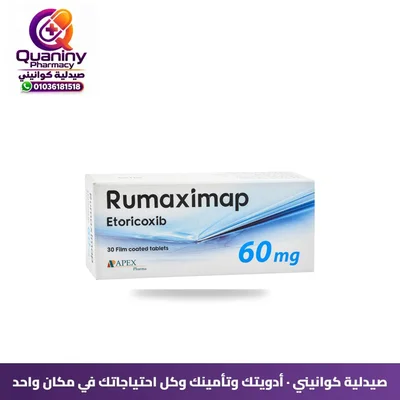 Quaniny
Pharmacy
صيدلية كوانيني
01036181518
Rumaximap
Etoricoxib
30 Film coated tablets
60 mg
APEX
Pharma
صيدلية كوانيني - أدويتك وتأمينك وكل احتياجاتك في مكان واحد